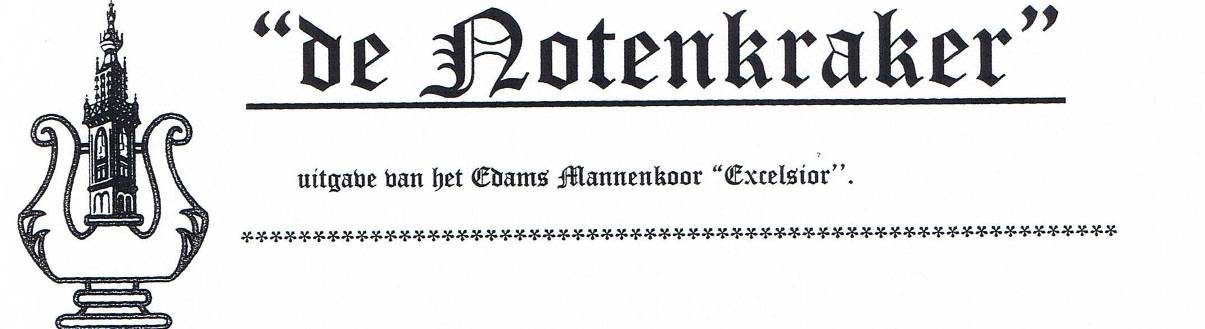 “de Notenkraker”
uitgave van het Edams Mannenkoor “Excelsior’’.
*************************************************************